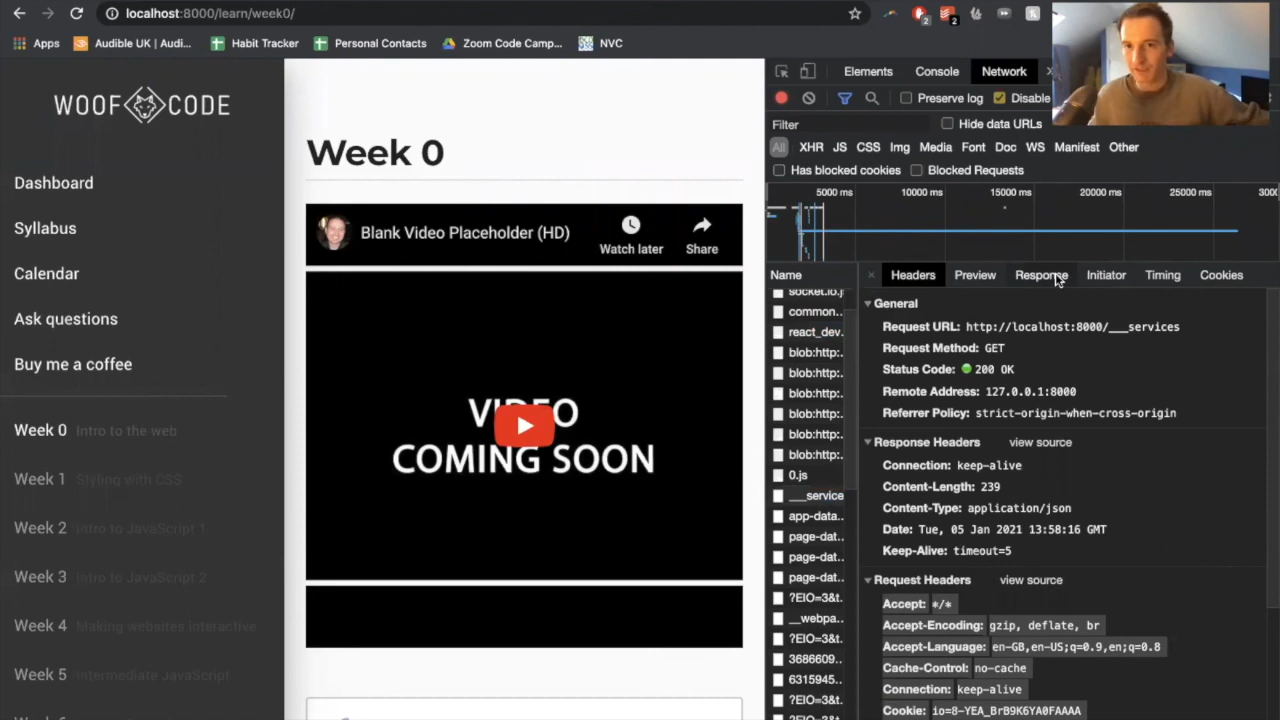 localhost:8000/learn/week0/
2
2
Apps
Audible UK | Audi...
Habit Tracker
Personal Contacts
Zoom Code Camp...
NVC
WOOF CODE
Dashboard
Syllabus
Calendar
Ask questions
Buy me a coffee
Week 0 Intro to the web
Week 1 Styling with CSS
Week 2 Intro to JavaScript 1
Week 3 Intro to JavaScript 2
Week 4 Making websites interactive
Week 5 Intermediate JavaScript
Week 0
Blank Video Placeholder (HD)
Watch later
Share
VIDEO
COMING SOON
Elements Console Network
Preserve log Disable
Filter
Hide data URLs
All XHR JS CSS Img Media Font Doc WS Manifest Other
Has blocked cookies Blocked Requests
5000 ms 10000 ms 15000 ms 20000 ms 25000 ms
Name
socket.io.j
common...
react_dev.
blob:http:.
blob:http:.
blob:http:.
blob:http:.
blob:http:.
blob:http:.
0.js
___service
app-data..
page-dat..
page-dat..
page-dat..
?EIO=3&t.
__webpa..
?EIO=3&t.
3686609..
6315945..
?EIO=3&t.
Headers Preview Response Initiator Timing Cookies
General
Request URL: http://localhost:8000/___services
Request Method: GET
Status Code: 200 OK
Remote Address: 127.0.0.1:8000
Referrer Policy: strict-origin-when-cross-origin
Response Headers view source
Connection: keep-alive
Content-Length: 239
Content-Type: application/json
Date: Tue, 05 Jan 2021 13:58:16 GMT
Keep-Alive: timeout=5
Request Headers view source
Accept: */*
Accept-Encoding: gzip, deflate, br
Accept-Language: en-GB,en-US;q=0.9,en;q=0.8
Cache-Control: no-cache
Connection: keep-alive
Cookie: io=8-YEA_BrB9K6YA0FAAAA